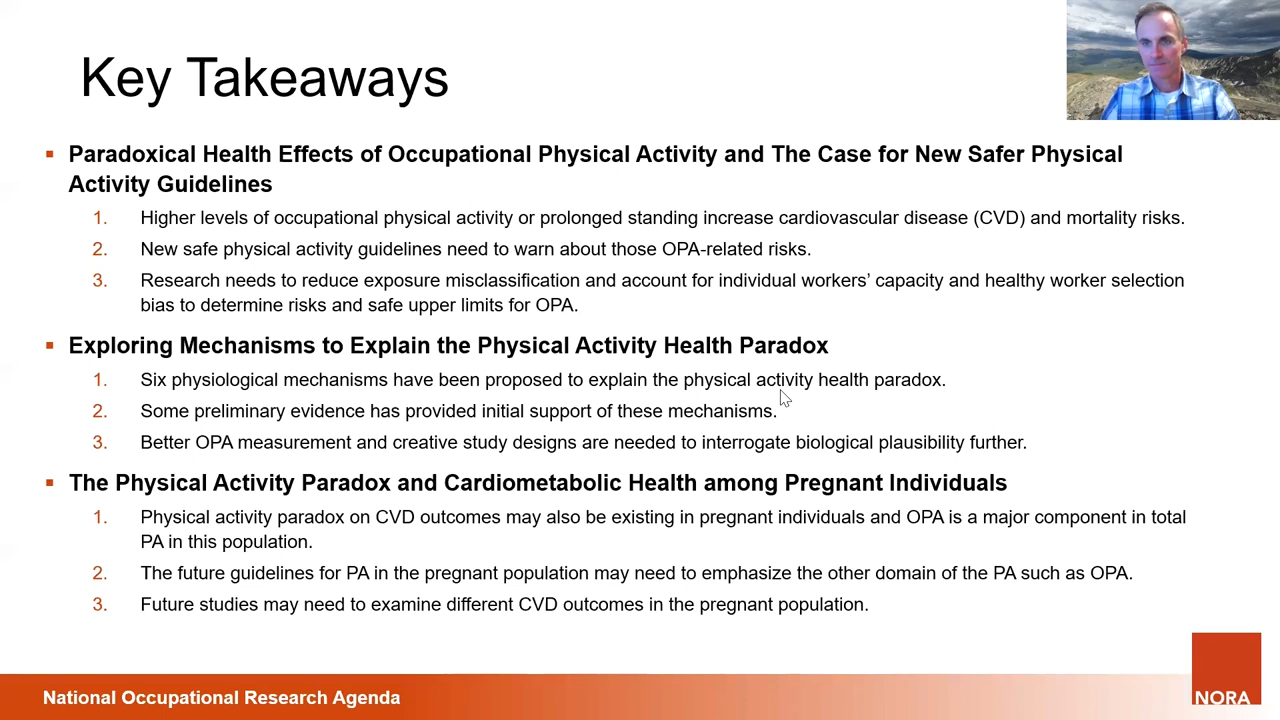 Key Takeaways
Paradoxical Health Effects of Occupational Physical Activity and The Case for New Safer Physical
Activity Guidelines
1. Higher levels of occupational physical activity or prolonged standing increase cardiovascular disease (CVD) and mortality risks.
2. New safe physical activity guidelines need to warn about those OPA-related risks.
3. Research needs to reduce exposure misclassification and account for individual workers’ capacity and healthy worker selection
bias to determine risks and safe upper limits for OPA.
Exploring Mechanisms to Explain the Physical Activity Health Paradox
1. Six physiological mechanisms have been proposed to explain the physical activity health paradox.
2. Some preliminary evidence has provided initial support of these mechanisms.
3. Better OPA measurement and creative study designs are needed to interrogate biological plausibility further.
The Physical Activity Paradox and Cardiometabolic Health among Pregnant Individuals
1. Physical activity paradox on CVD outcomes may also be existing in pregnant individuals and OPA is a major component in total
PA in this population.
2. The future guidelines for PA in the pregnant population may need to emphasize the other domain of the PA such as OPA.
3. Future studies may need to examine different CVD outcomes in the pregnant population.
National Occupational Research Agenda
NORA